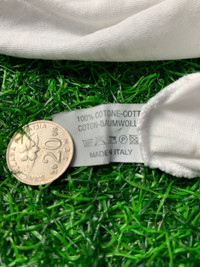 100% COTONE-COTT
COTON-BAUMWOLL
MADE IN ITALY
20